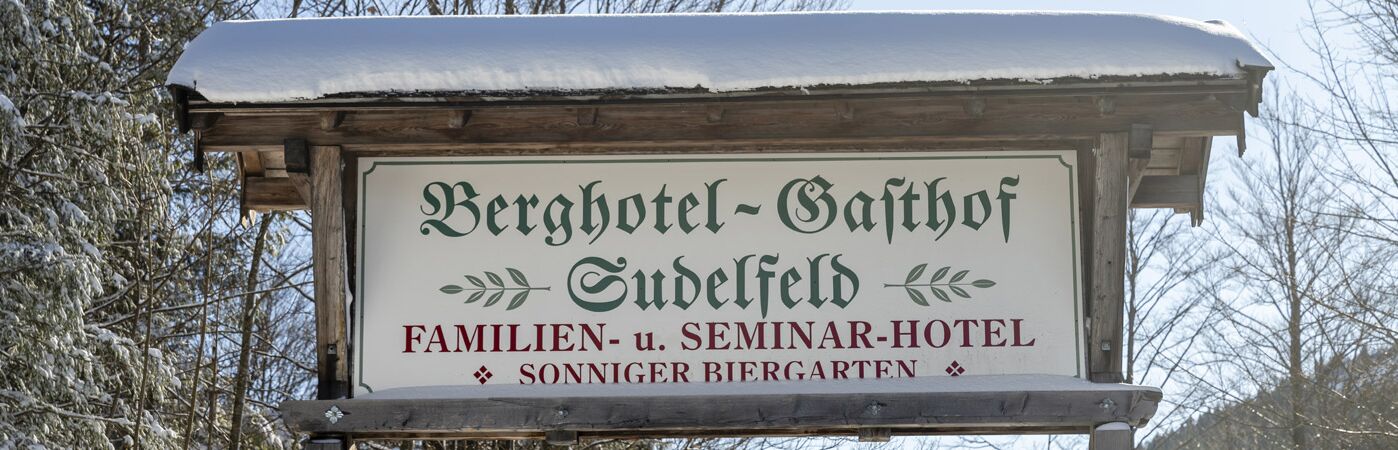 Berghotel - Gasthof
Sudelfeld
FAMILIEN- u. SEMINAR-HOTEL
SONNIGER BIERGARTEN